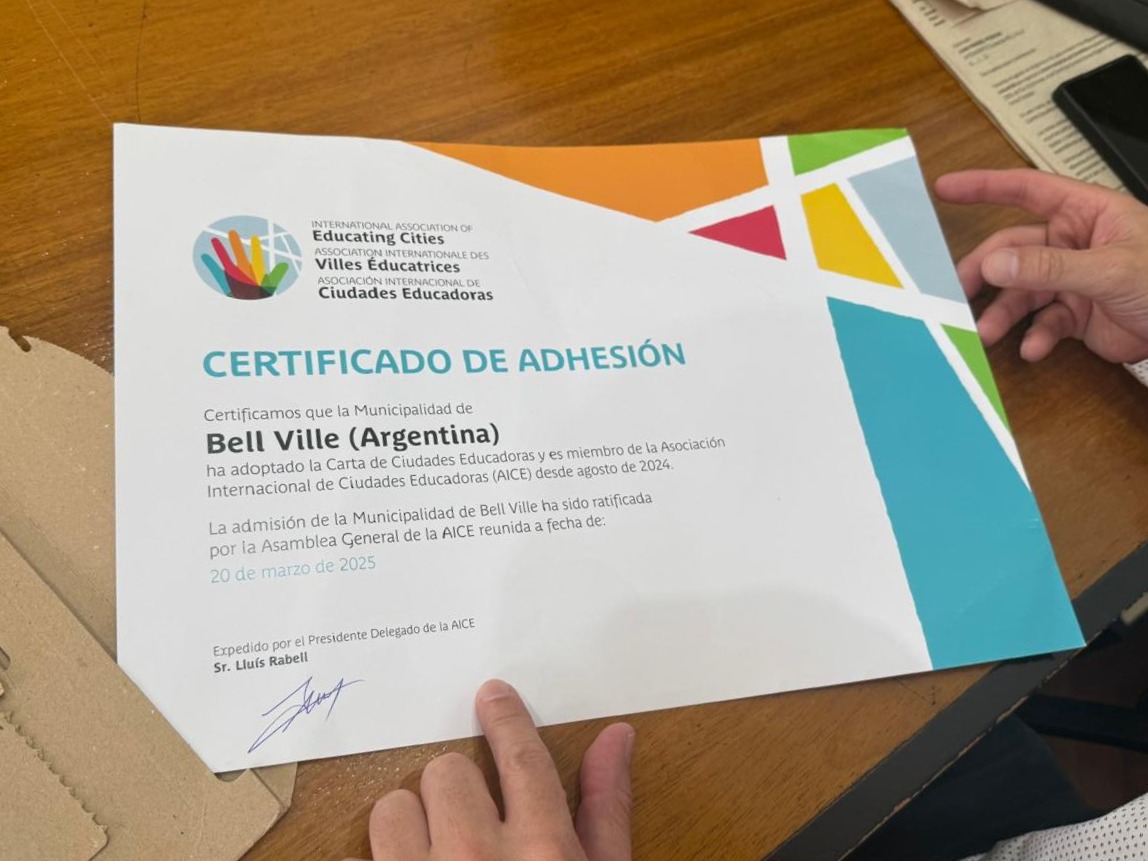 INTERNATIONAL ASSOCIATION OF
Educating Cities
ASSOCIATION INTERNATIONALE DES
Villes Éducatrices
ASOCIACIÓN INTERNACIONAL DE
Ciudades Educadoras
CERTIFICADO DE ADHESIÓN
Certificamos que la Municipalidad de
Bell Ville (Argentina)
ha adoptado la Carta de Ciudades Educadoras y es miembro de la Asociación
Internacional de Ciudades Educadoras (AICE) desde agosto de 2024.
La admisión de la Municipalidad de Bell Ville ha sido ratificada
por la Asamblea General de la AICE reunida a fecha de:
20 de marzo de 2025
Expedido por el Presidente Delegado de la AICE
Sr. Lluís Rabell